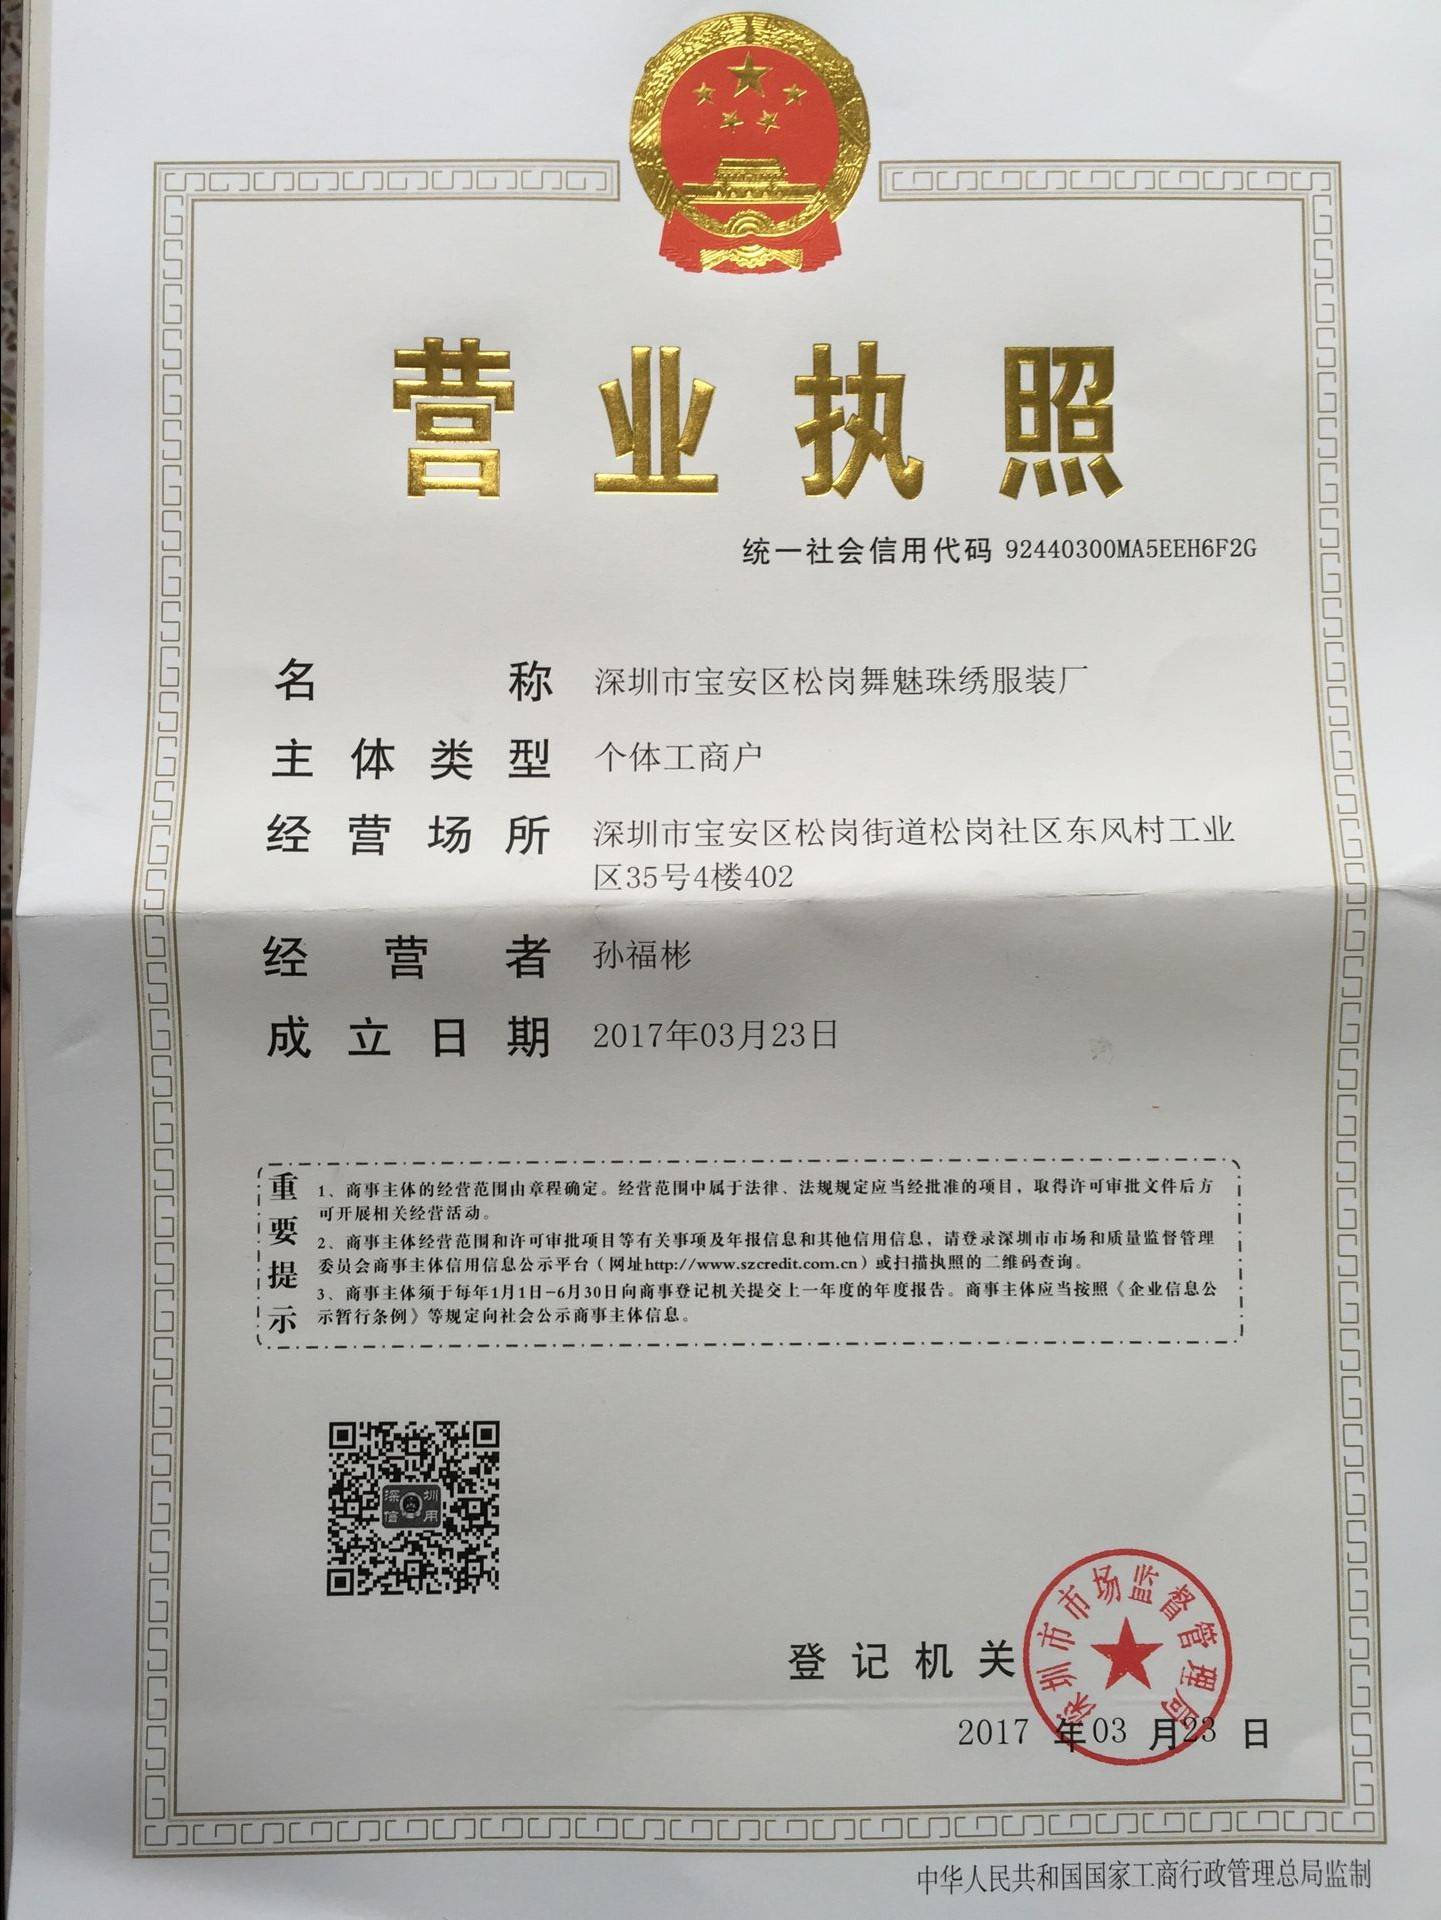 营业执照
统一社会信用代码 92440300MA5EEH6F2G
名称 深圳市宝安区松岗舞魅珠绣服装厂
主体类型 个体工商户
经营场所 深圳市宝安区松岗街道松岗社区东风村工业
区35号4楼402
经营者 孙福彬
成立日期 2017年03月23日
重要提示
1、商事主体的经营范围由章程确定。经营范围中属于法律、法规规定应当经批准的项目，取得许可审批文件后方
可开展相关经营活动。
2、商事主体经营范围和许可审批项目等有关事项及年报信息和其他信用信息，请登录深圳市市场和质量监督管理
委员会商事主体信用信息公示平台（网址http://www.szcredit.com.cn）或扫描执照的二维码查询。
3、商事主体须于每年1月1日-6月30日向商事登记机关提交上一年度的年度报告。商事主体应当按照《企业信息公
示暂行条例》等规定向社会公示商事主体信息。
深圳
信用
登记机关
深圳市市场监督管理局
2017 年03 月23 日
中华人民共和国国家工商行政管理总局监制